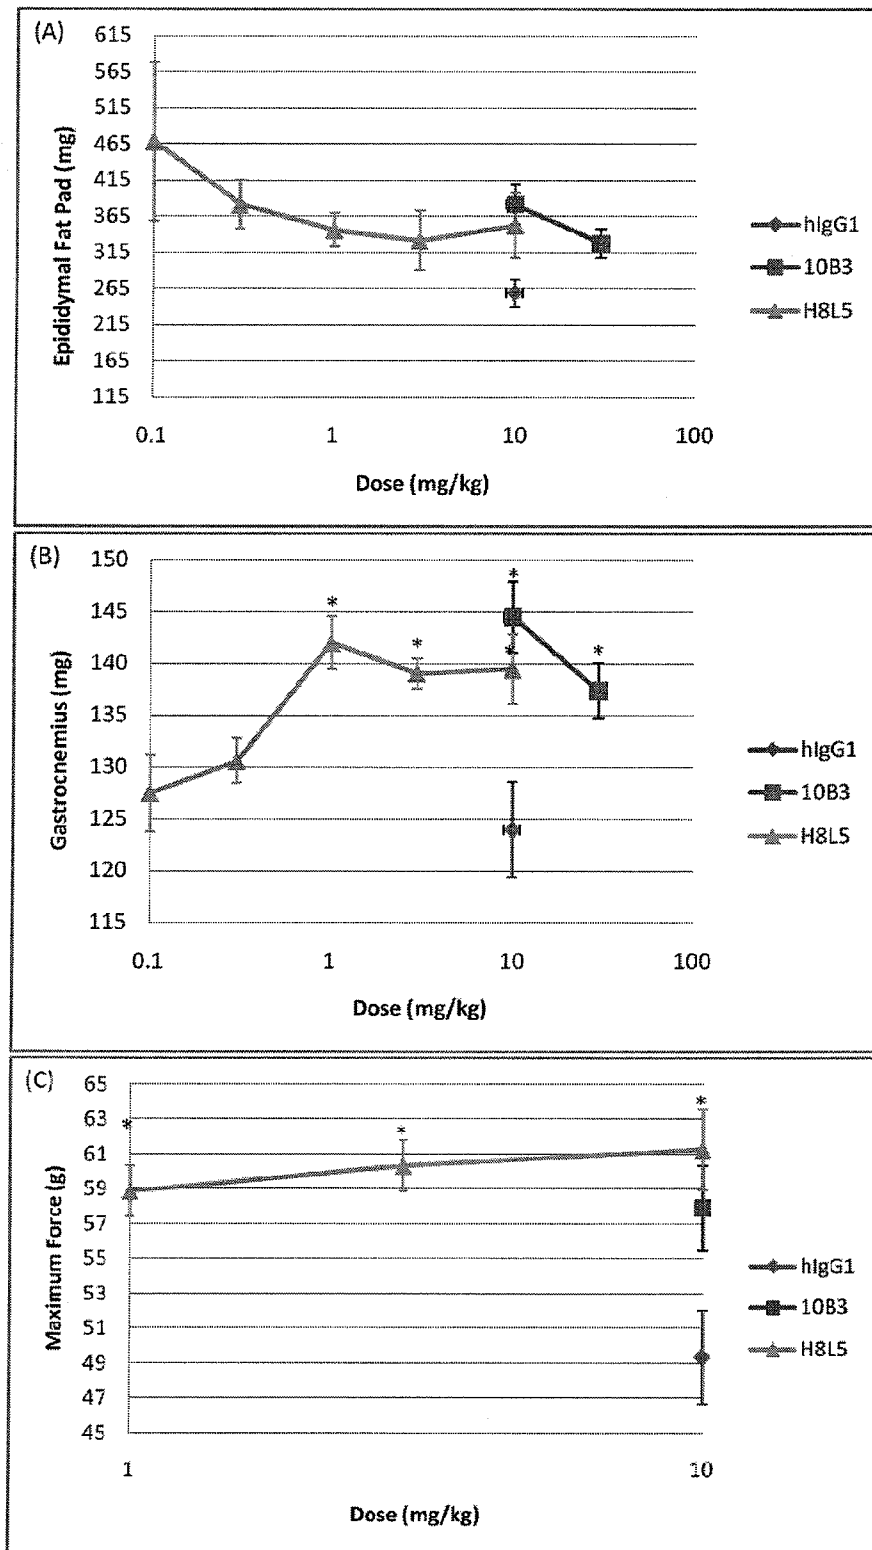 (A)
615
565
515
465
415
365
315
265
215
165
115
Epididymal Fat Pad (mg)
0.1 1 10 100
Dose (mg/kg)
hIgG1
10B3
H8L5
(B)
150
145
140
135
130
125
120
115
Gastrocnemius (mg)
* * * * *
0.1 1 10 100
Dose (mg/kg)
hIgG1
10B3
H8L5
(C)
65
63
61
59
57
55
53
51
49
47
45
Maximum Force (g)
* * *
1 10
Dose (mg/kg)
hIgG1
10B3
H8L5